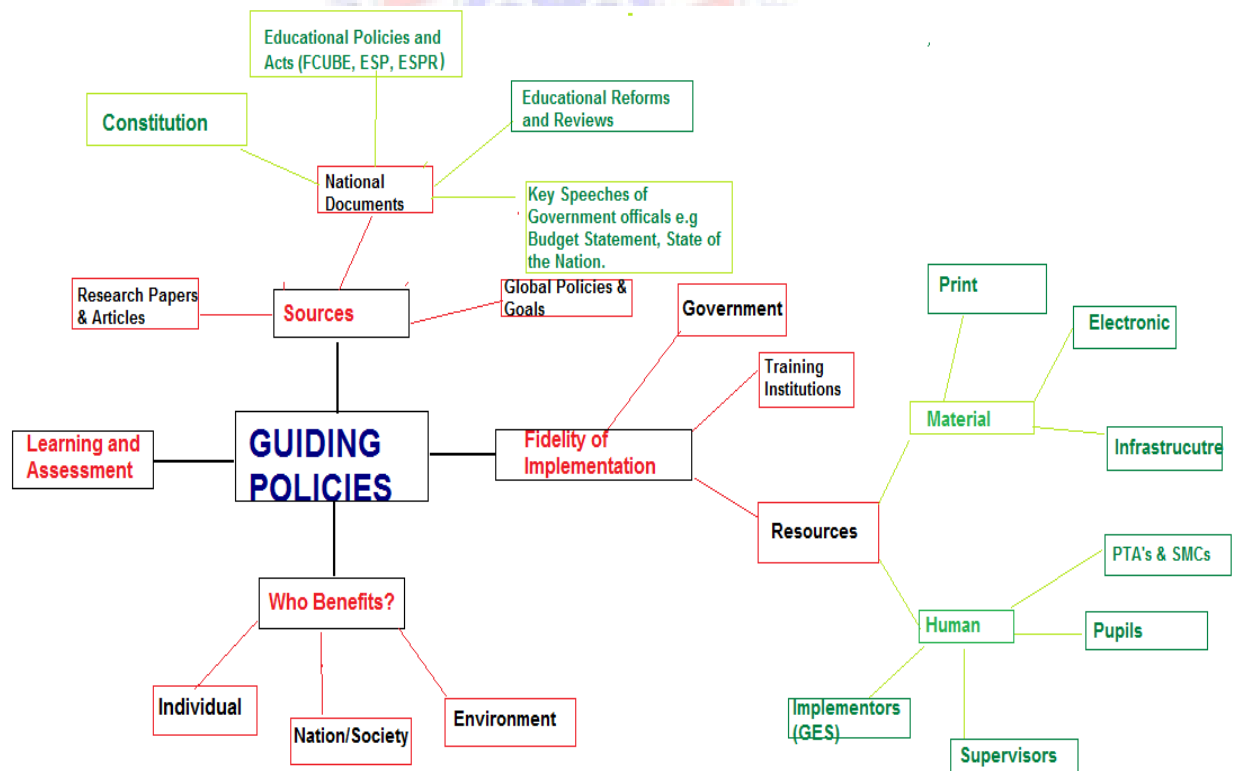 Educational Policies and
Acts (FCUBE, ESP, ESPR)
Constitution
Educational Reforms
and Reviews
National
Documents
Key Speeches of
Government officals e.g
Budget Statement, State of
the Nation.
Research Papers
& Articles
Sources
Global Policies &
Goals
Government
Print
Electronic
Training
Institutions
Material
Infrastrucutre
Learning and
Assessment
GUIDING
POLICIES
Fidelity of
Implementation
Resources
PTA's & SMCs
Who Benefits?
Human
Pupils
Individual
Nation/Society
Environment
Implementors
(GES)
Supervisors